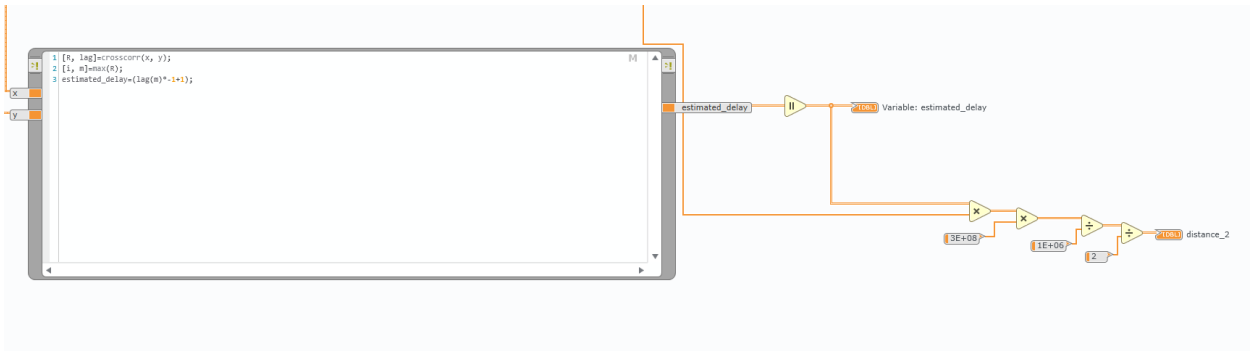 1 [R, lag]=crosscorr(x, y);
2 [i, m]=max(R);
3 estimated_delay=(lag(m)*-1+1);
M
x
y
estimated_delay
Variable: estimated_delay
3E+08
1E+06
2
distance_2